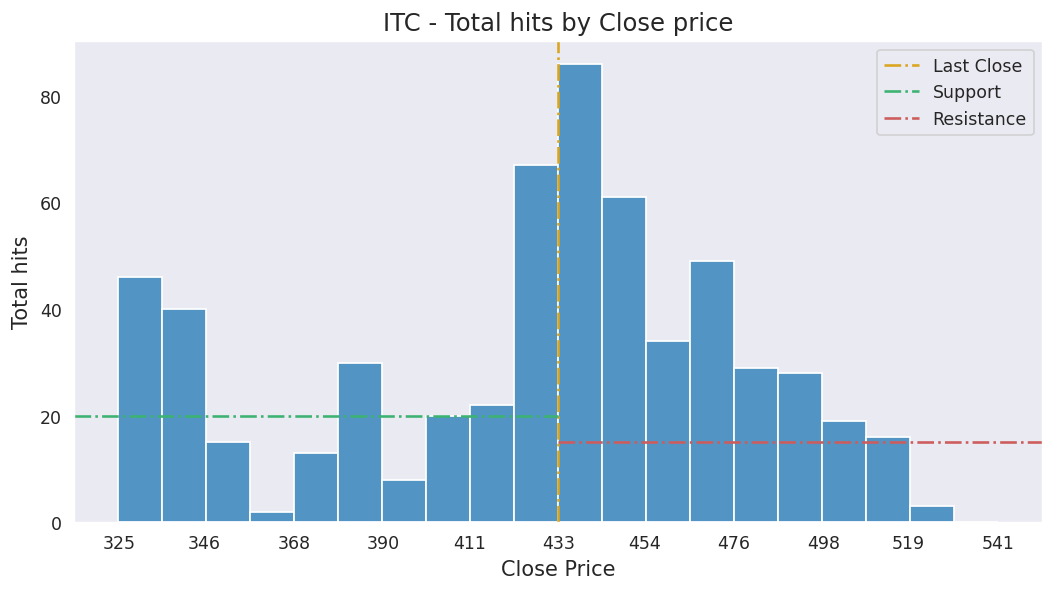 ITC - Total hits by Close price
Last Close
Support
Resistance
Total hits
80
60
40
20
0
325 346 368 390 411 433 454 476 498 519 541
Close Price